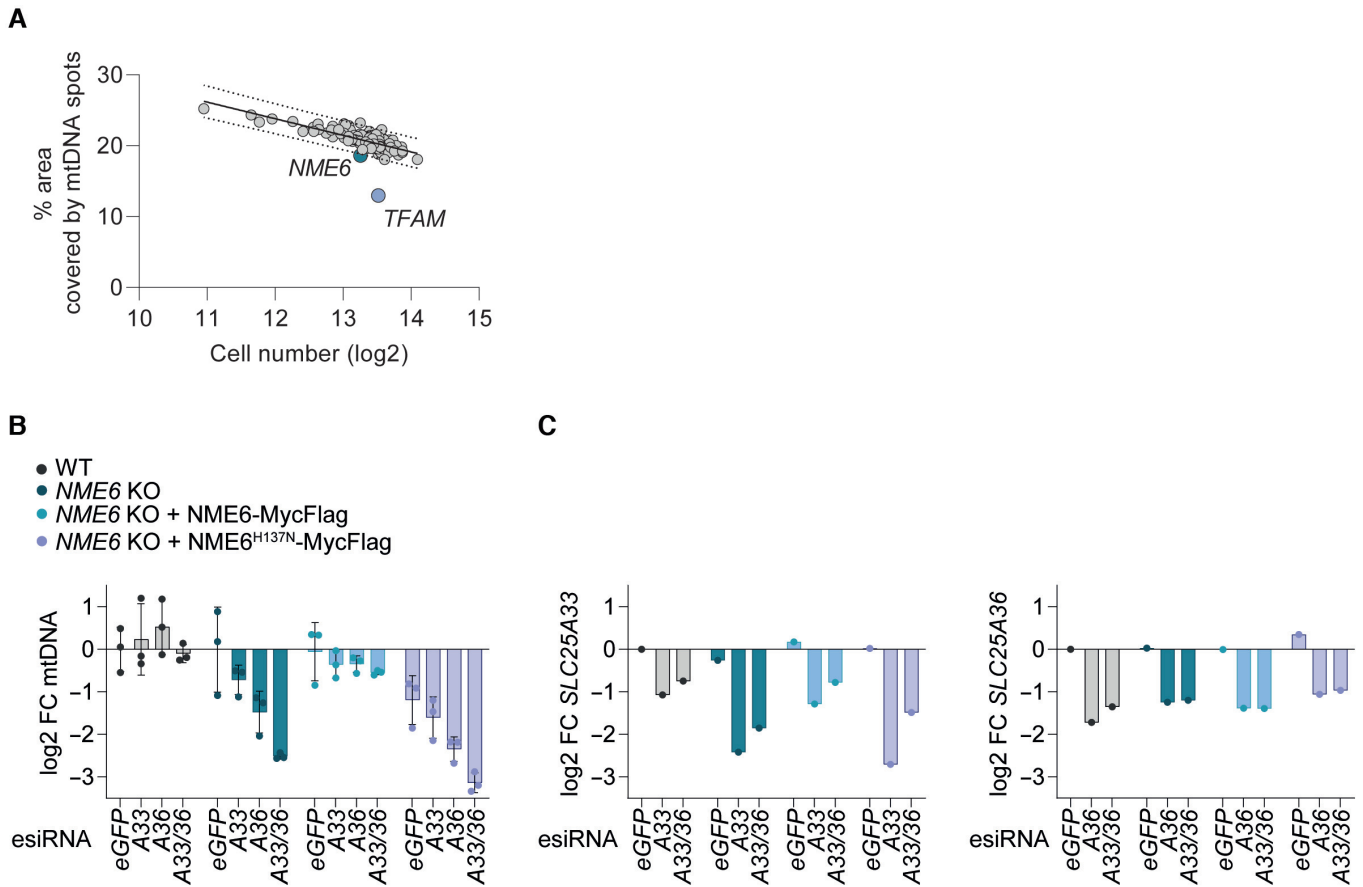 A
% area
covered by mtDNA spots
30
20
10
0
NME6
TFAM
10 11 12 13 14 15
Cell number (log2)
B
WT
NME6 KO
NME6 KO + NME6-MycFlag
NME6 KO + NME6H137N-MycFlag
log2 FC mtDNA
1
0
−1
−2
−3
esiRNA
eGFP A33 A36 A33/36 eGFP A33 A36 A33/36 eGFP A33 A36 A33/36 eGFP A33 A36 A33/36
C
log2 FC SLC25A33
1
0
−1
−2
−3
esiRNA
eGFP A33 A33/36 eGFP A33 A33/36 eGFP A33 A33/36 eGFP A33 A33/36
log2 FC SLC25A36
1
0
−1
−2
−3
esiRNA
eGFP A36 A33/36 eGFP A36 A33/36 eGFP A36 A33/36 eGFP A36 A33/36